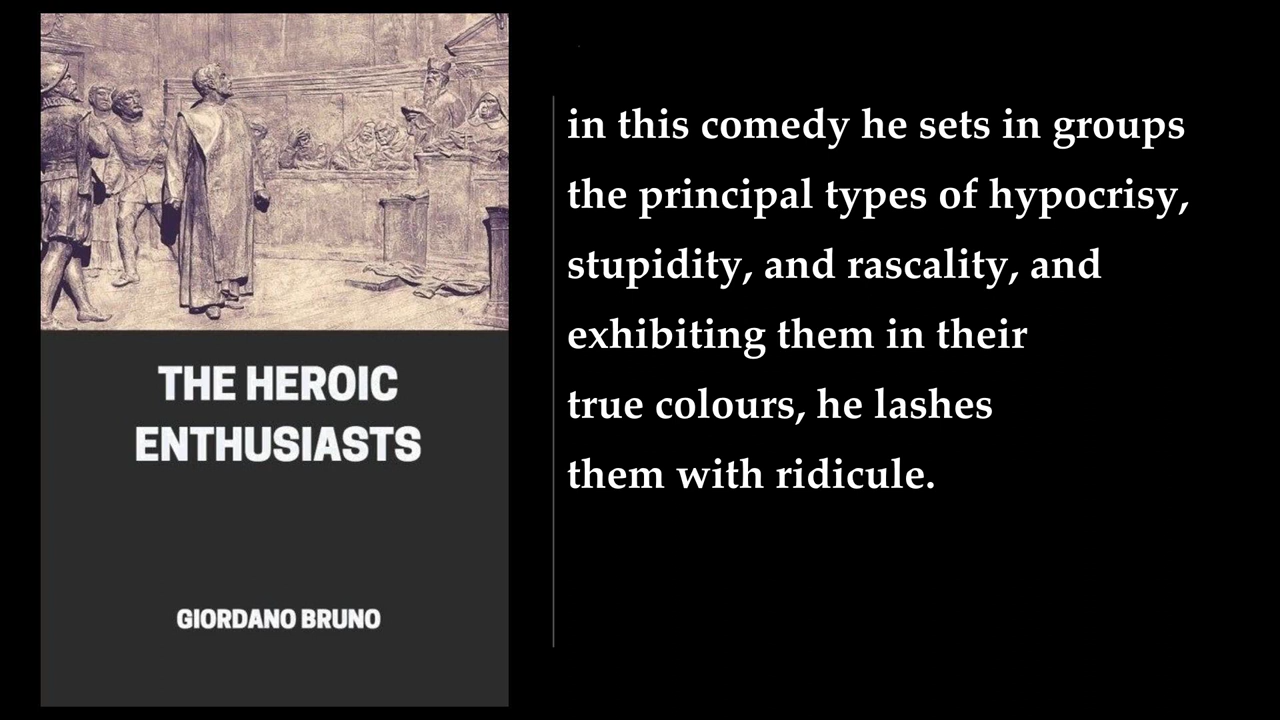 THE HEROIC
ENTHUSIASTS
GIORDANO BRUNO
in this comedy he sets in groups
the principal types of hypocrisy,
stupidity, and rascality, and
exhibiting them in their
true colours, he lashes
them with ridicule.